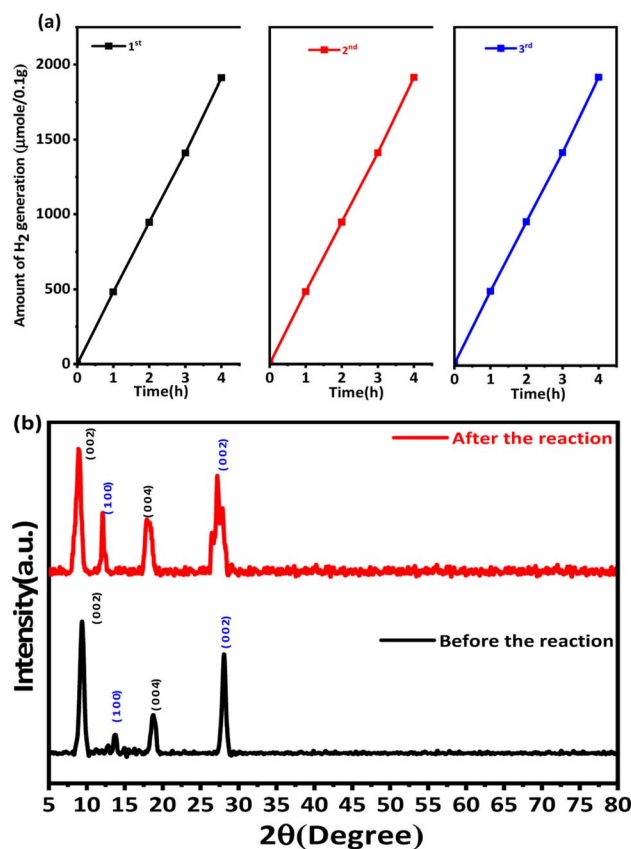 (a)
1st
2nd
3rd
Amount of H2 generation (μmole/0.1g)
2000
1500
1000
500
0
0 1 2 3 4
0 1 2 3 4
0 1 2 3 4
Time(h)
Time(h)
Time(h)
(b)
After the reaction
(002)
(100)
(004)
(002)
Before the reaction
(002)
(100)
(004)
(002)
Intensity(a.u.)
5 10 15 20 25 30 35 40 45 50 55 60 65 70 75 80
2θ(Degree)